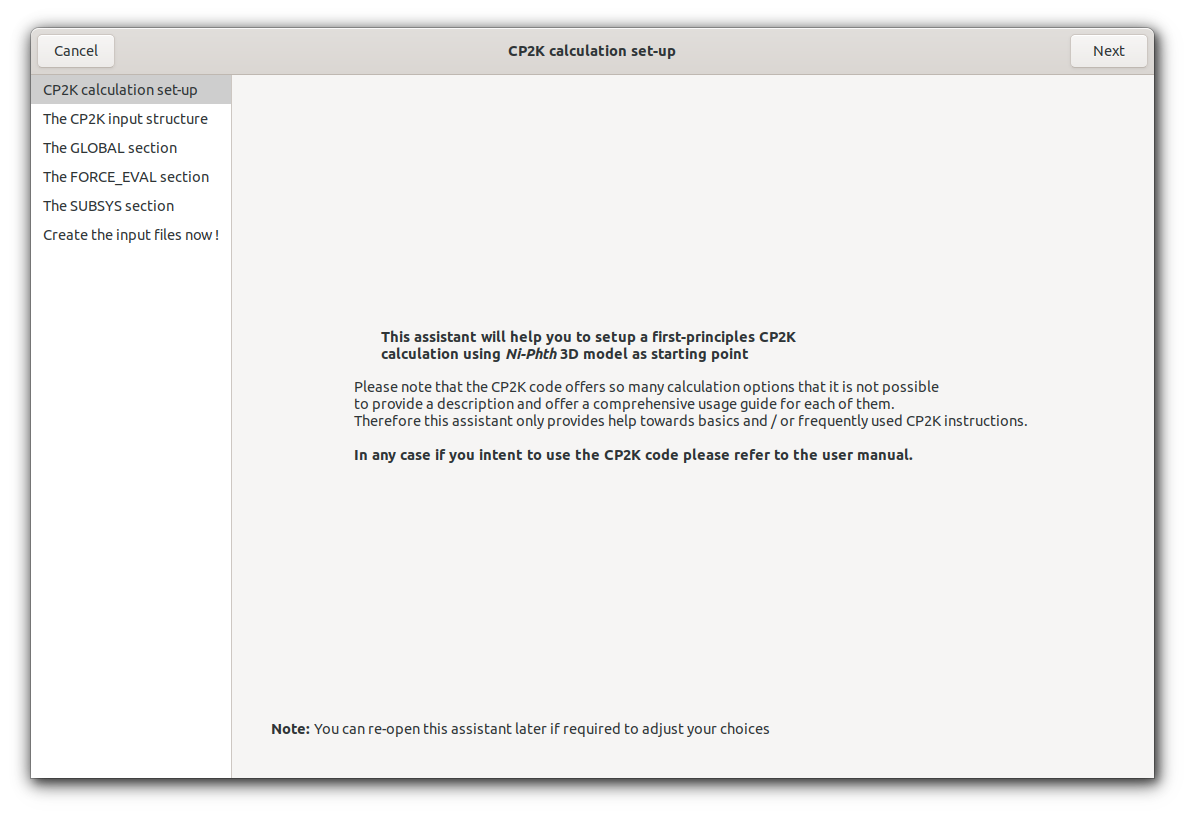 Cancel
CP2K calculation set-up
Next
CP2K calculation set-up
The CP2K input structure
The GLOBAL section
The FORCE_EVAL section
The SUBSYS section
Create the input files now !
This assistant will help you to setup a first-principles CP2K
calculation using Ni-Phth 3D model as starting point
Please note that the CP2K code offers so many calculation options that it is not possible
to provide a description and offer a comprehensive usage guide for each of them.
Therefore this assistant only provides help towards basics and / or frequently used CP2K instructions.
In any case if you intent to use the CP2K code please refer to the user manual.
Note: You can re-open this assistant later if required to adjust your choices